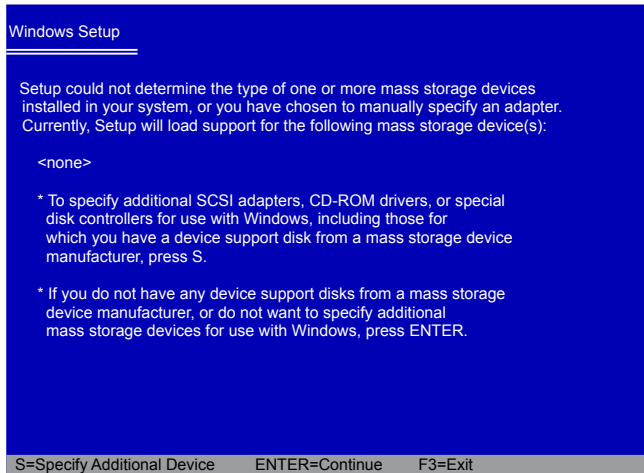 Windows Setup
Setup could not determine the type of one or more mass storage devices
installed in your system, or you have chosen to manually specify an adapter.
Currently, Setup will load support for the following mass storage device(s):
<none>
* To specify additional SCSI adapters, CD-ROM drivers, or special
disk controllers for use with Windows, including those for
which you have a device support disk from a mass storage device
manufacturer, press S.
* If you do not have any device support disks from a mass storage
device manufacturer, or do not want to specify additional
mass storage devices for use with Windows, press ENTER.
S=Specify Additional Device ENTER=Continue F3=Exit